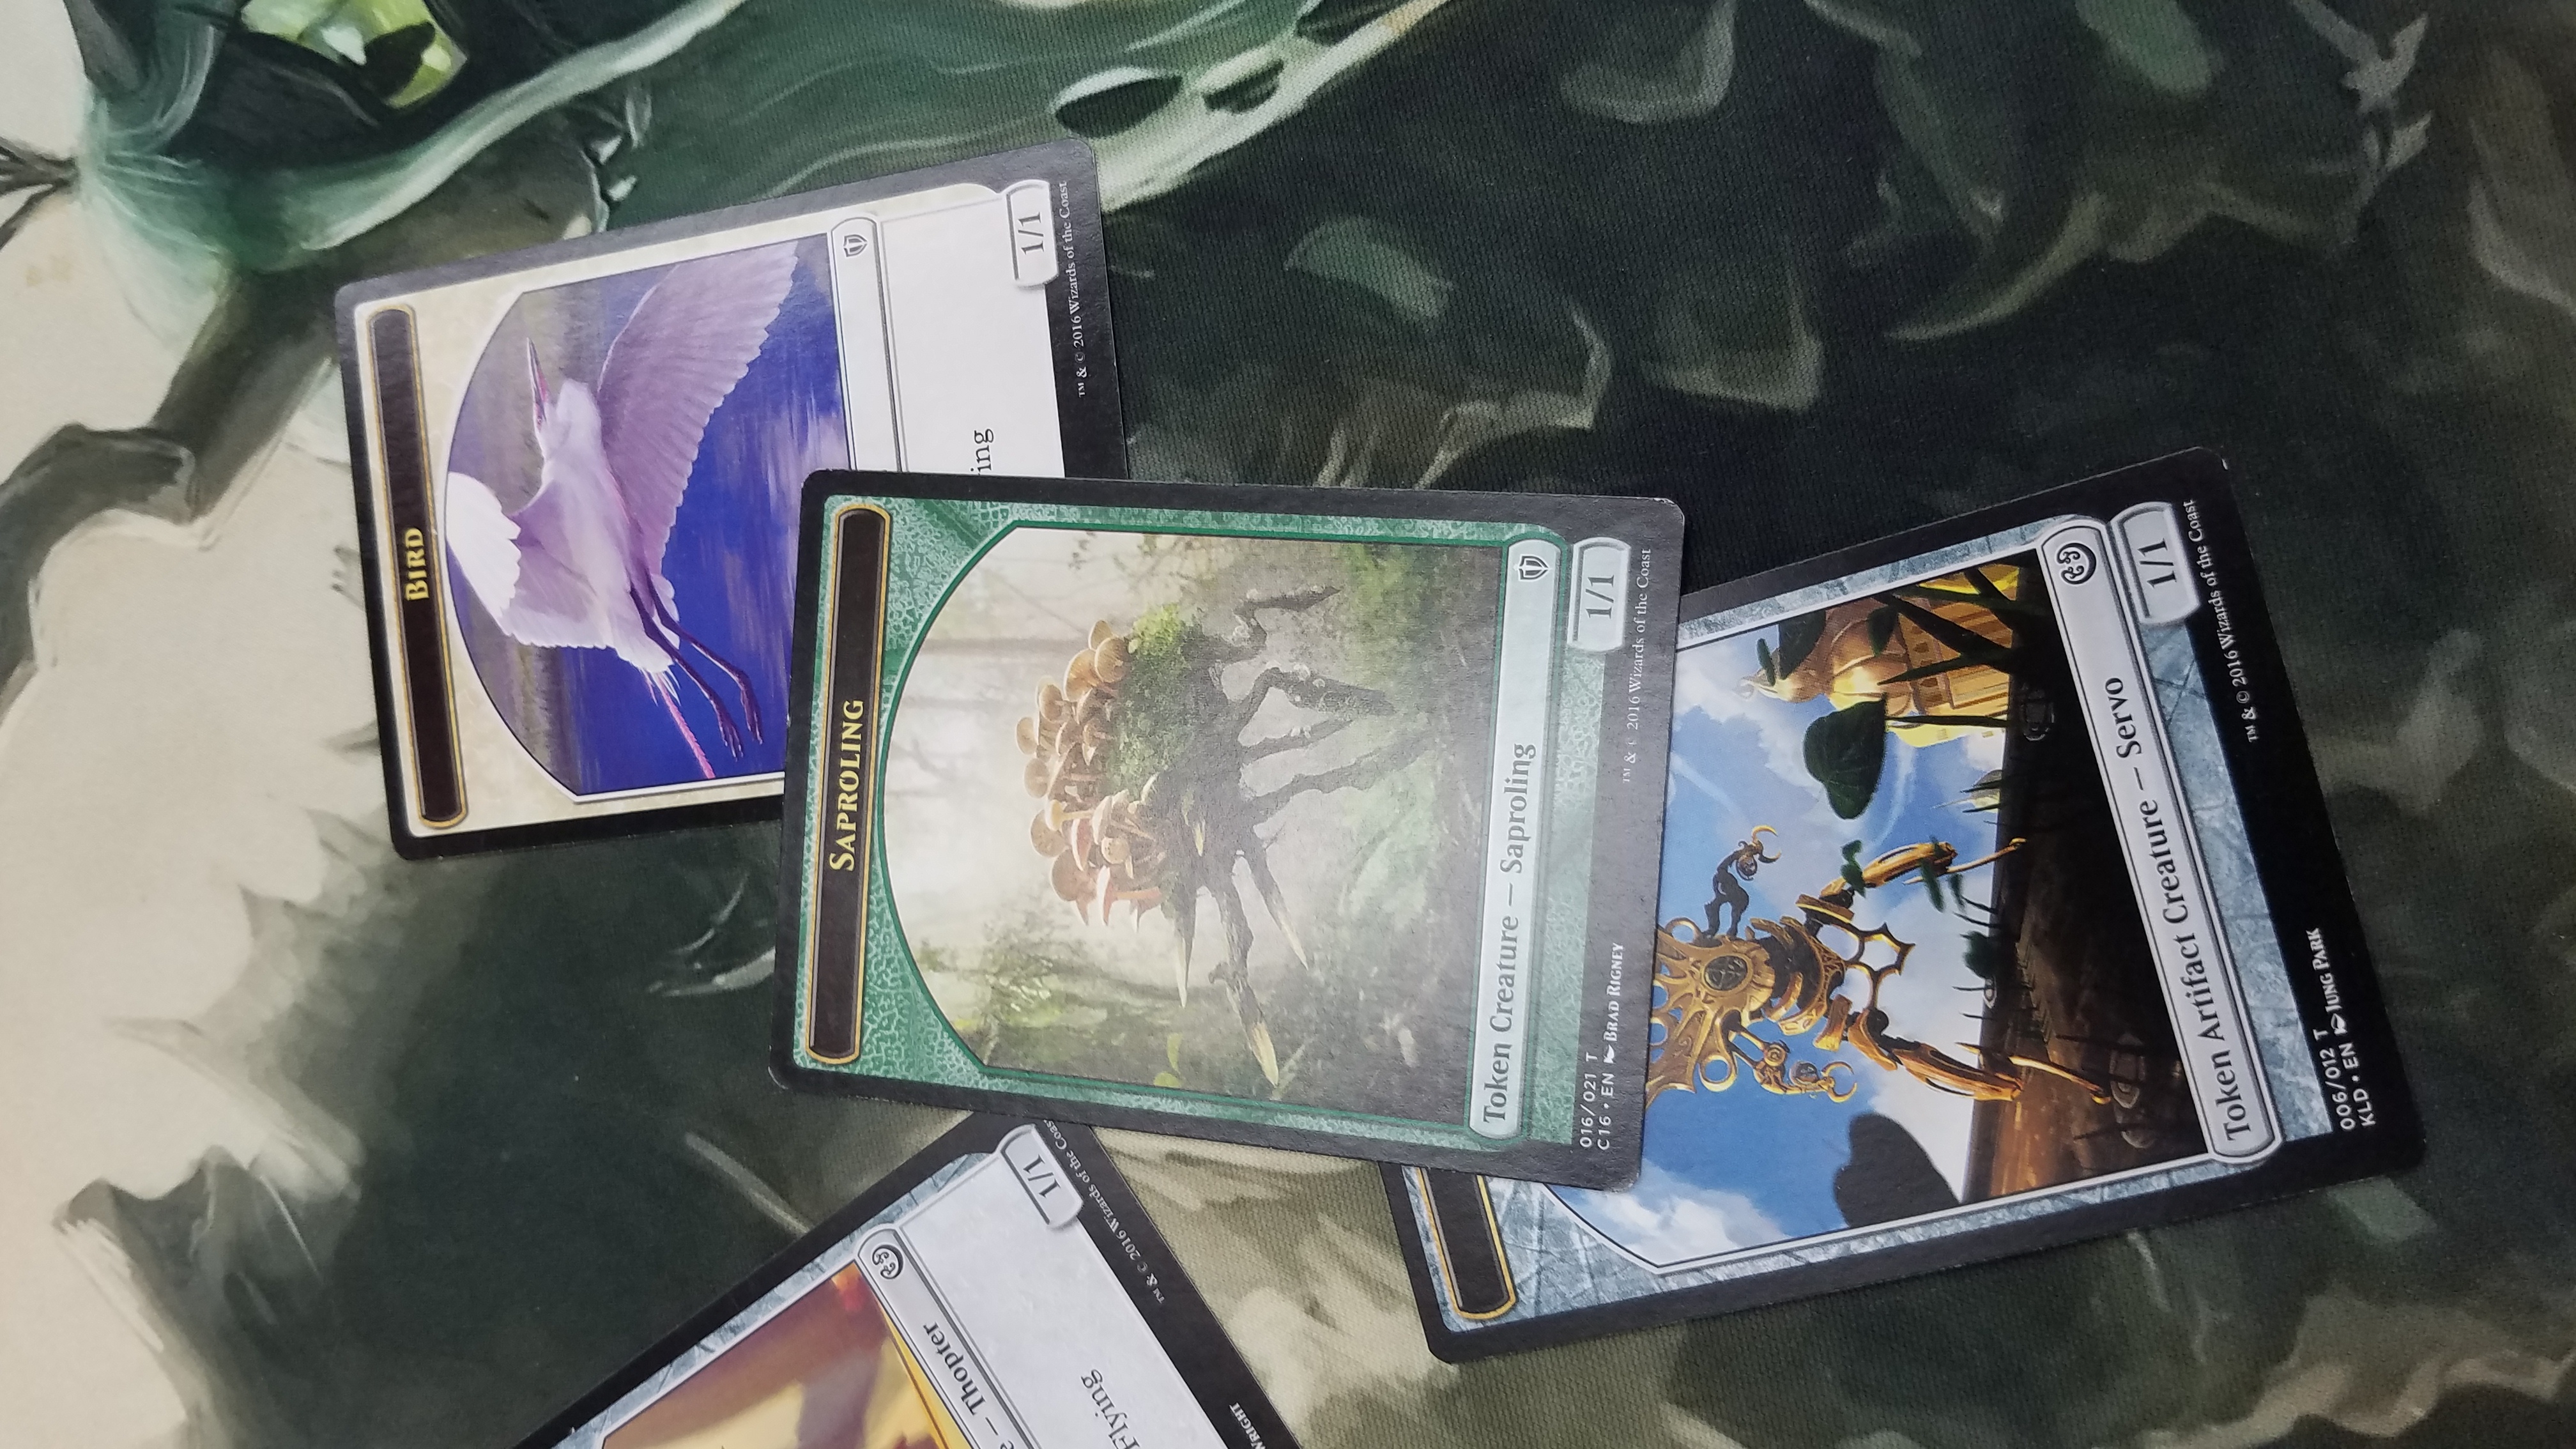 WRIGHT
Flying
e – Thopter
1/1
™ & © 2016 Wizards of the Coas
Token Artifact Creature – Servo
1/1
006/012 T
KLD • EN JUNG PARK
™ & © 2016 Wizards of the Coast
SAPROLING
Token Creature – Saproling
1/1
016/021 T
C16 • EN BRAD RIGNEY
™ & © 2016 Wizards of the Coast
BIRD
ing
1/1
™ & © 2016 Wizards of the Coast